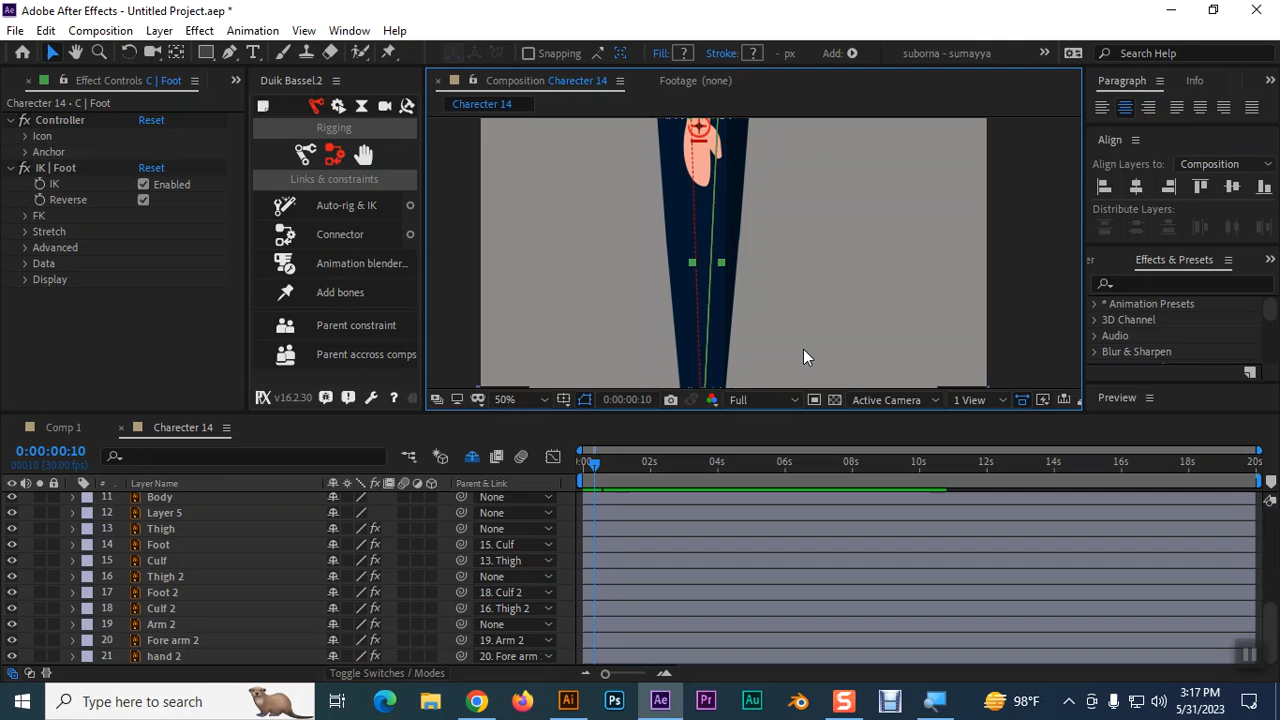 Adobe After Effects - Untitled Project.aep *
File Edit Composition Layer Effect Animation View Window Help
Snapping Fill: ? Stroke: ? - px Add: suborna - sumayya Search Help
Effect Controls C | Foot
Charecter 14 - C | Foot
Controller Reset
Icon
Anchor
IK | Foot Reset
IK Enabled
Reverse
FK
Stretch
Advanced
Data
Display
Duik Bassel.2
Rigging
Links & constraints
Auto-rig & IK
Connector
Animation blender...
Add bones
Parent constraint
Parent accross comps
v16.2.30
Composition Charecter 14
Footage (none)
Charecter 14
50% 0:00:00:10 Full Active Camera 1 View
Paragraph Info
Align
Align Layers to: Composition
Distribute Layers:
er Effects & Presets
* Animation Presets
3D Channel
Audio
Blur & Sharpen
Preview
Comp 1 Charecter 14
0:00:00:10
00010 (30.00 fps)
# Layer Name Parent & Link
:00s 02s 04s 06s 08s 10s 12s 14s 16s 18s 20s
11 Body None
12 Layer 5 None
13 Thigh None
14 Foot 15. Culf
15 Culf 13. Thigh
16 Thigh 2 None
17 Foot 2 18. Culf 2
18 Culf 2 16. Thigh 2
19 Arm 2 None
20 Fore arm 2 19. Arm 2
21 hand 2 20. Fore arm
Toggle Switches / Modes
Type here to search
98°F
3:17 PM
5/31/2023